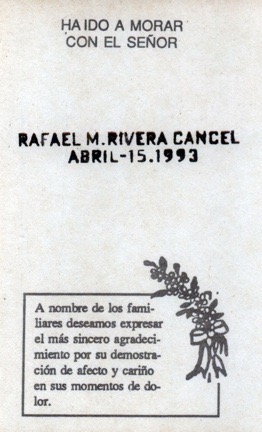 HA IDO A MORAR
CON EL SEÑOR
RAFAEL M. RIVERA CANCEL
ABRIL-15.1993
A nombre de los fami-
liares deseamos expresar
el más sincero agradeci-
miento por su demostra-
ción de afecto y cariño
en sus momentos de do-
lor.